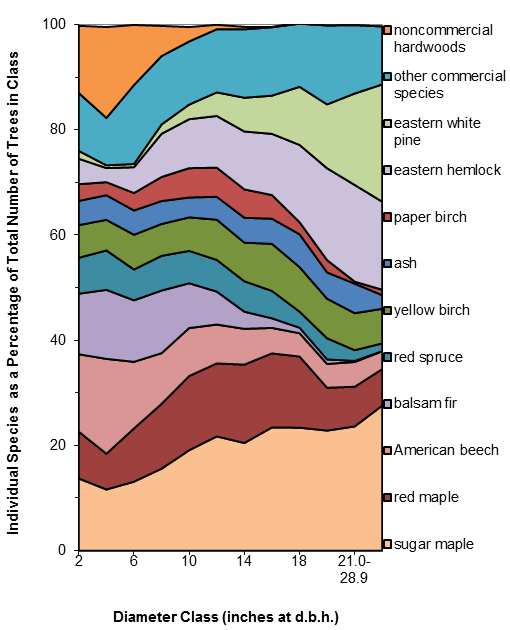 Individual Species as a Percentage of Total Number of Trees in Class
100
80
60
40
20
0
2
6
10
14
18
21.0-
28.9
Diameter Class (inches at d.b.h.)
noncommercial
hardwoods
other commercial
species
eastern white
pine
eastern hemlock
paper birch
ash
yellow birch
red spruce
balsam fir
American beech
red maple
sugar maple